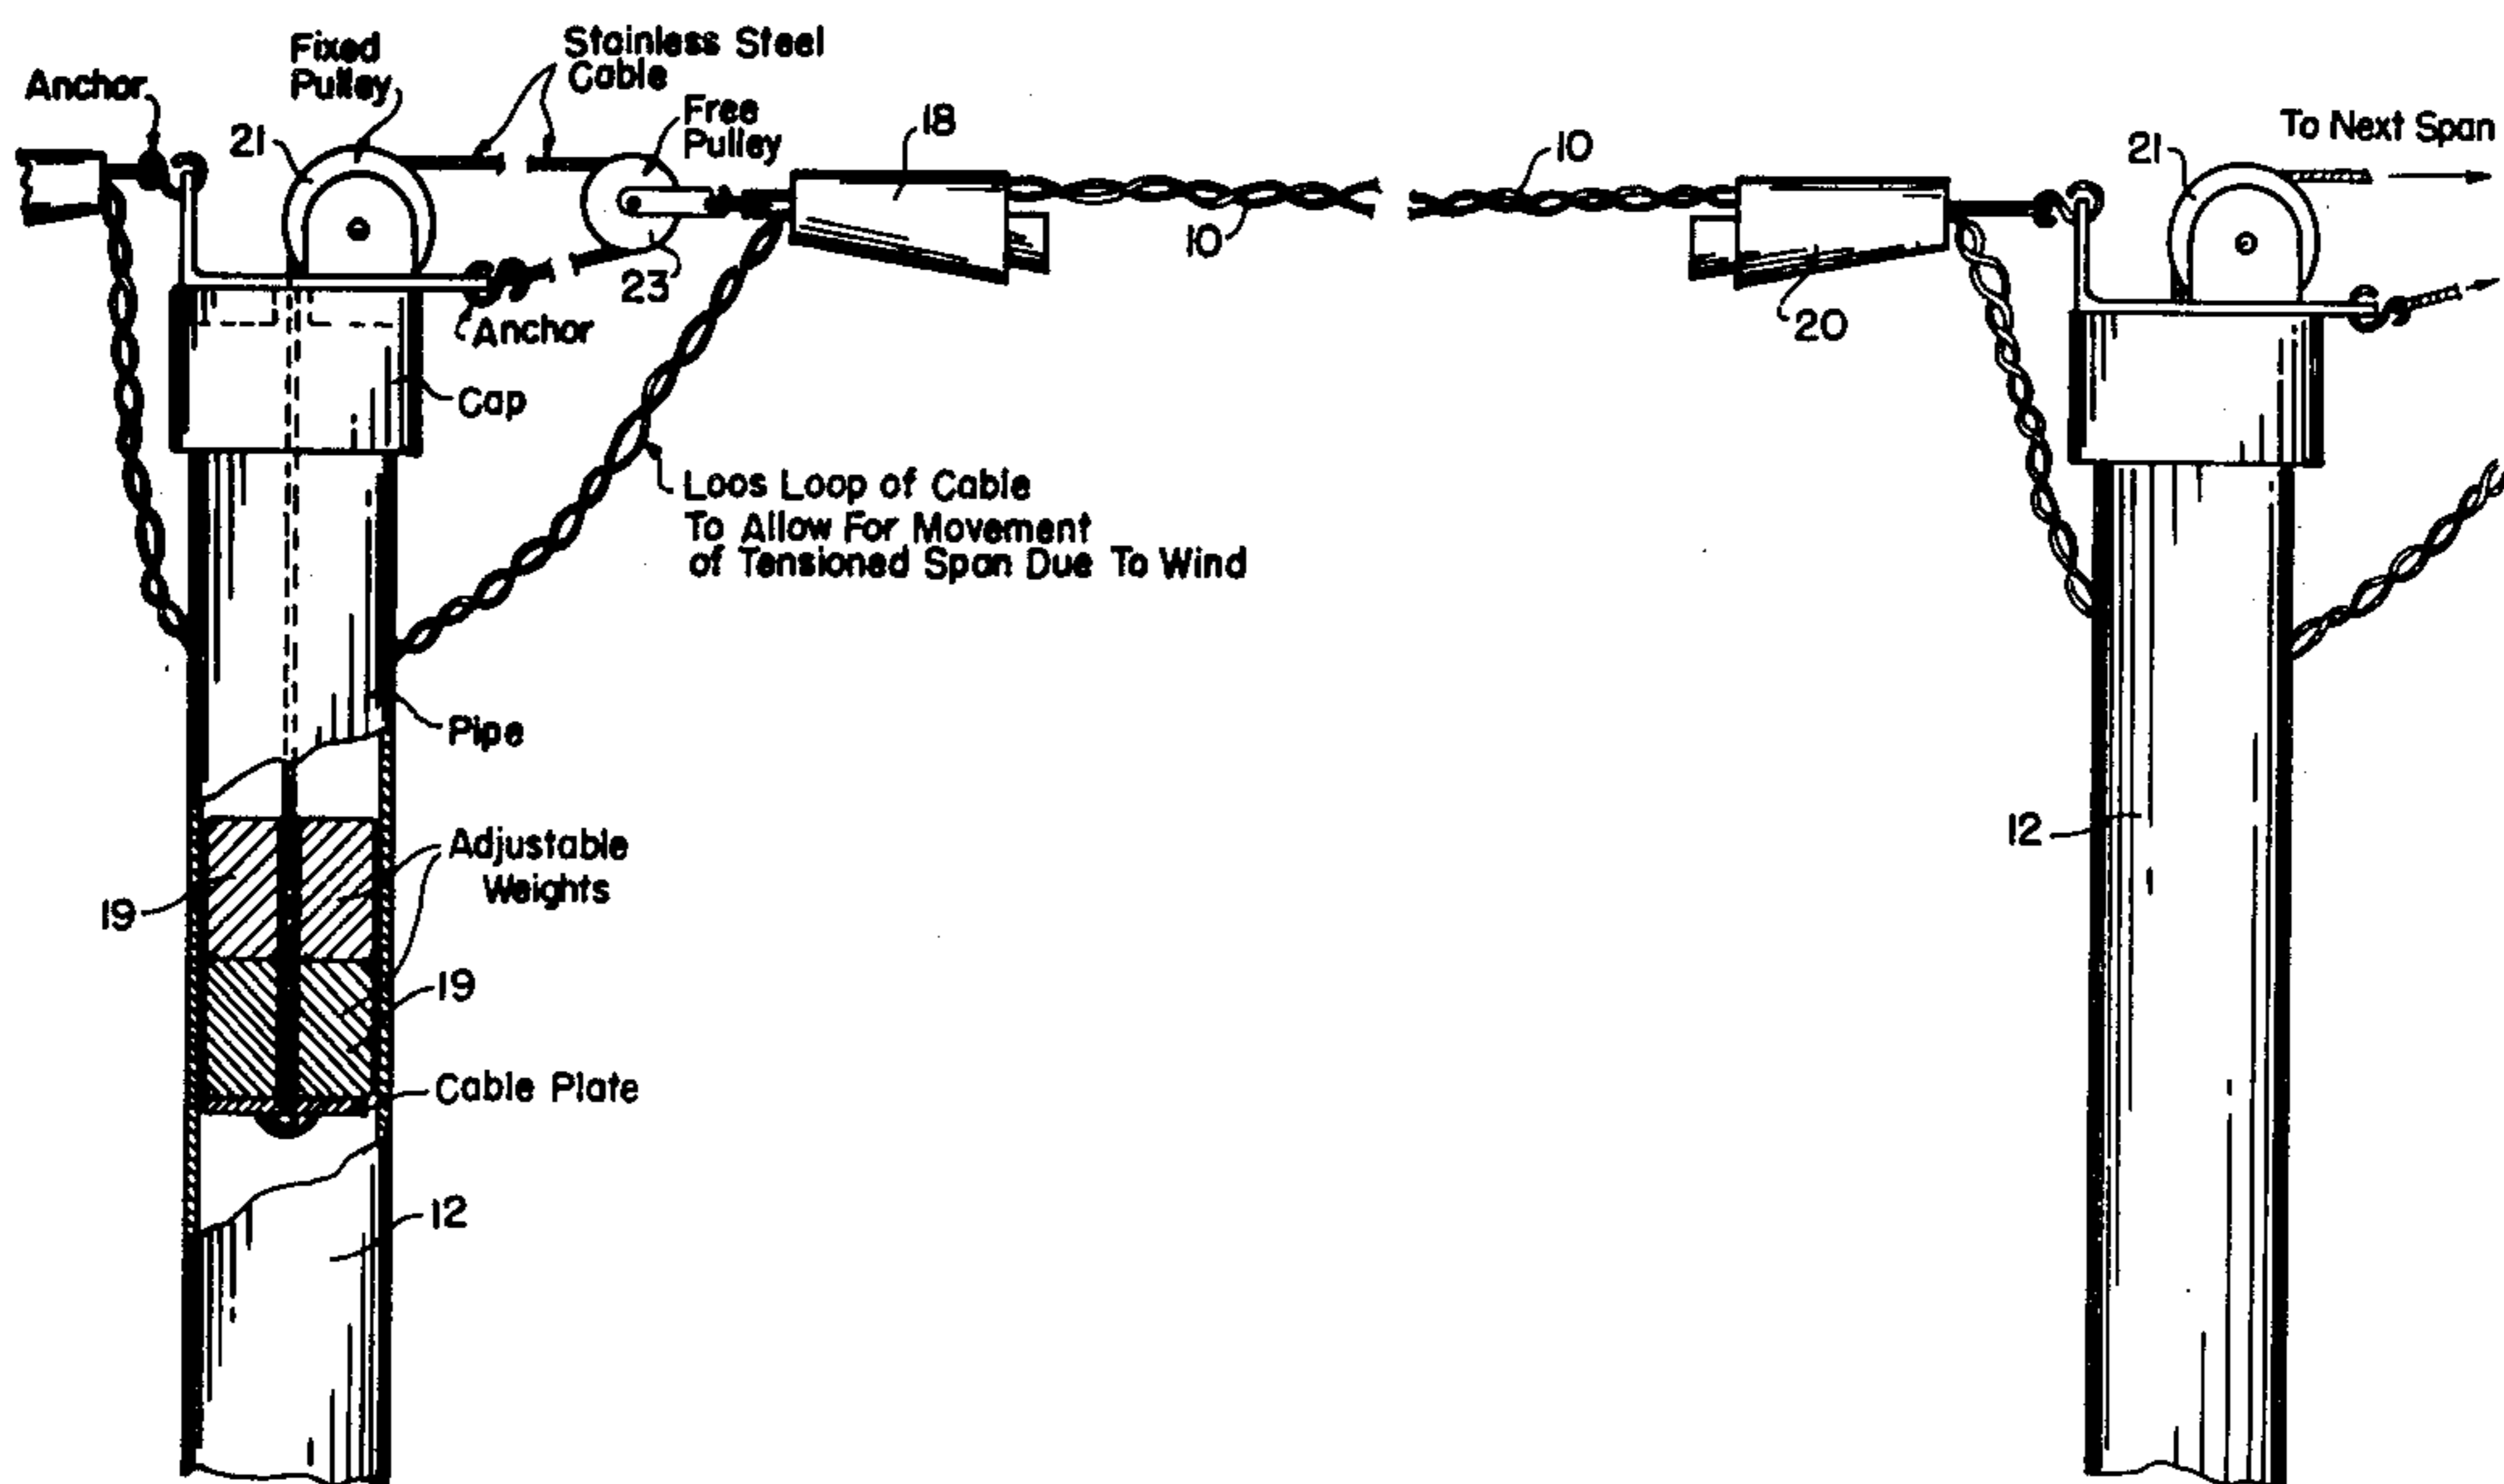 Anchor
Fixed
Pulley
21
Stainless Steel
Cable
Free
Pulley
18
10
10
21
To Next Span
23
Anchor
20
Cap
Loos Loop of Cable
To Allow For Movement
of Tensioned Span Due To Wind
Pipe
12
Adjustable
Weights
19
19
Cable Plate
12